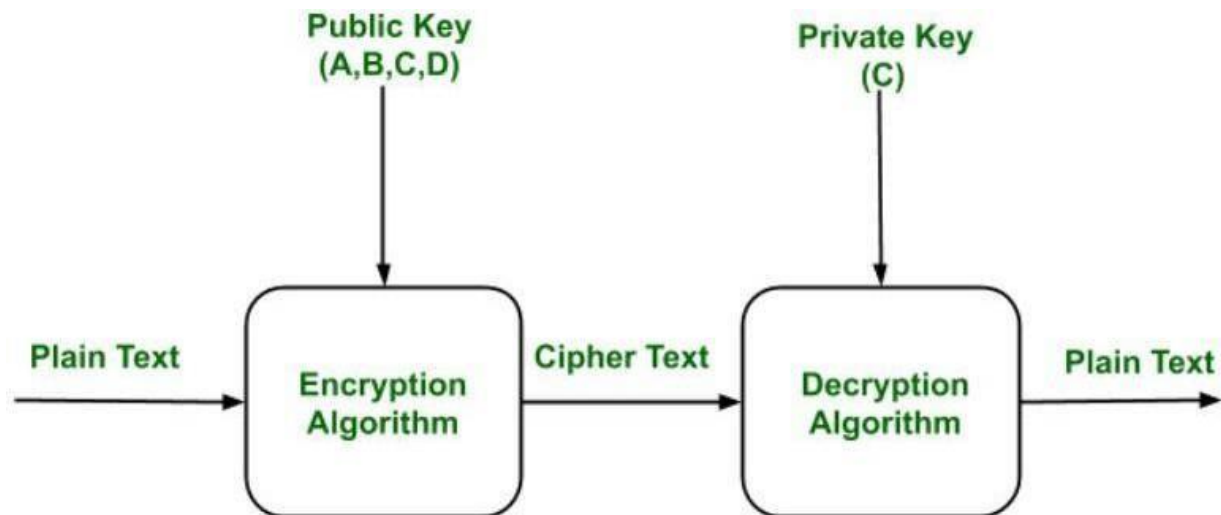 Public Key
(A,B,C,D)
Private Key
(C)
Plain Text
Encryption
Algorithm
Cipher Text
Decryption
Algorithm
Plain Text